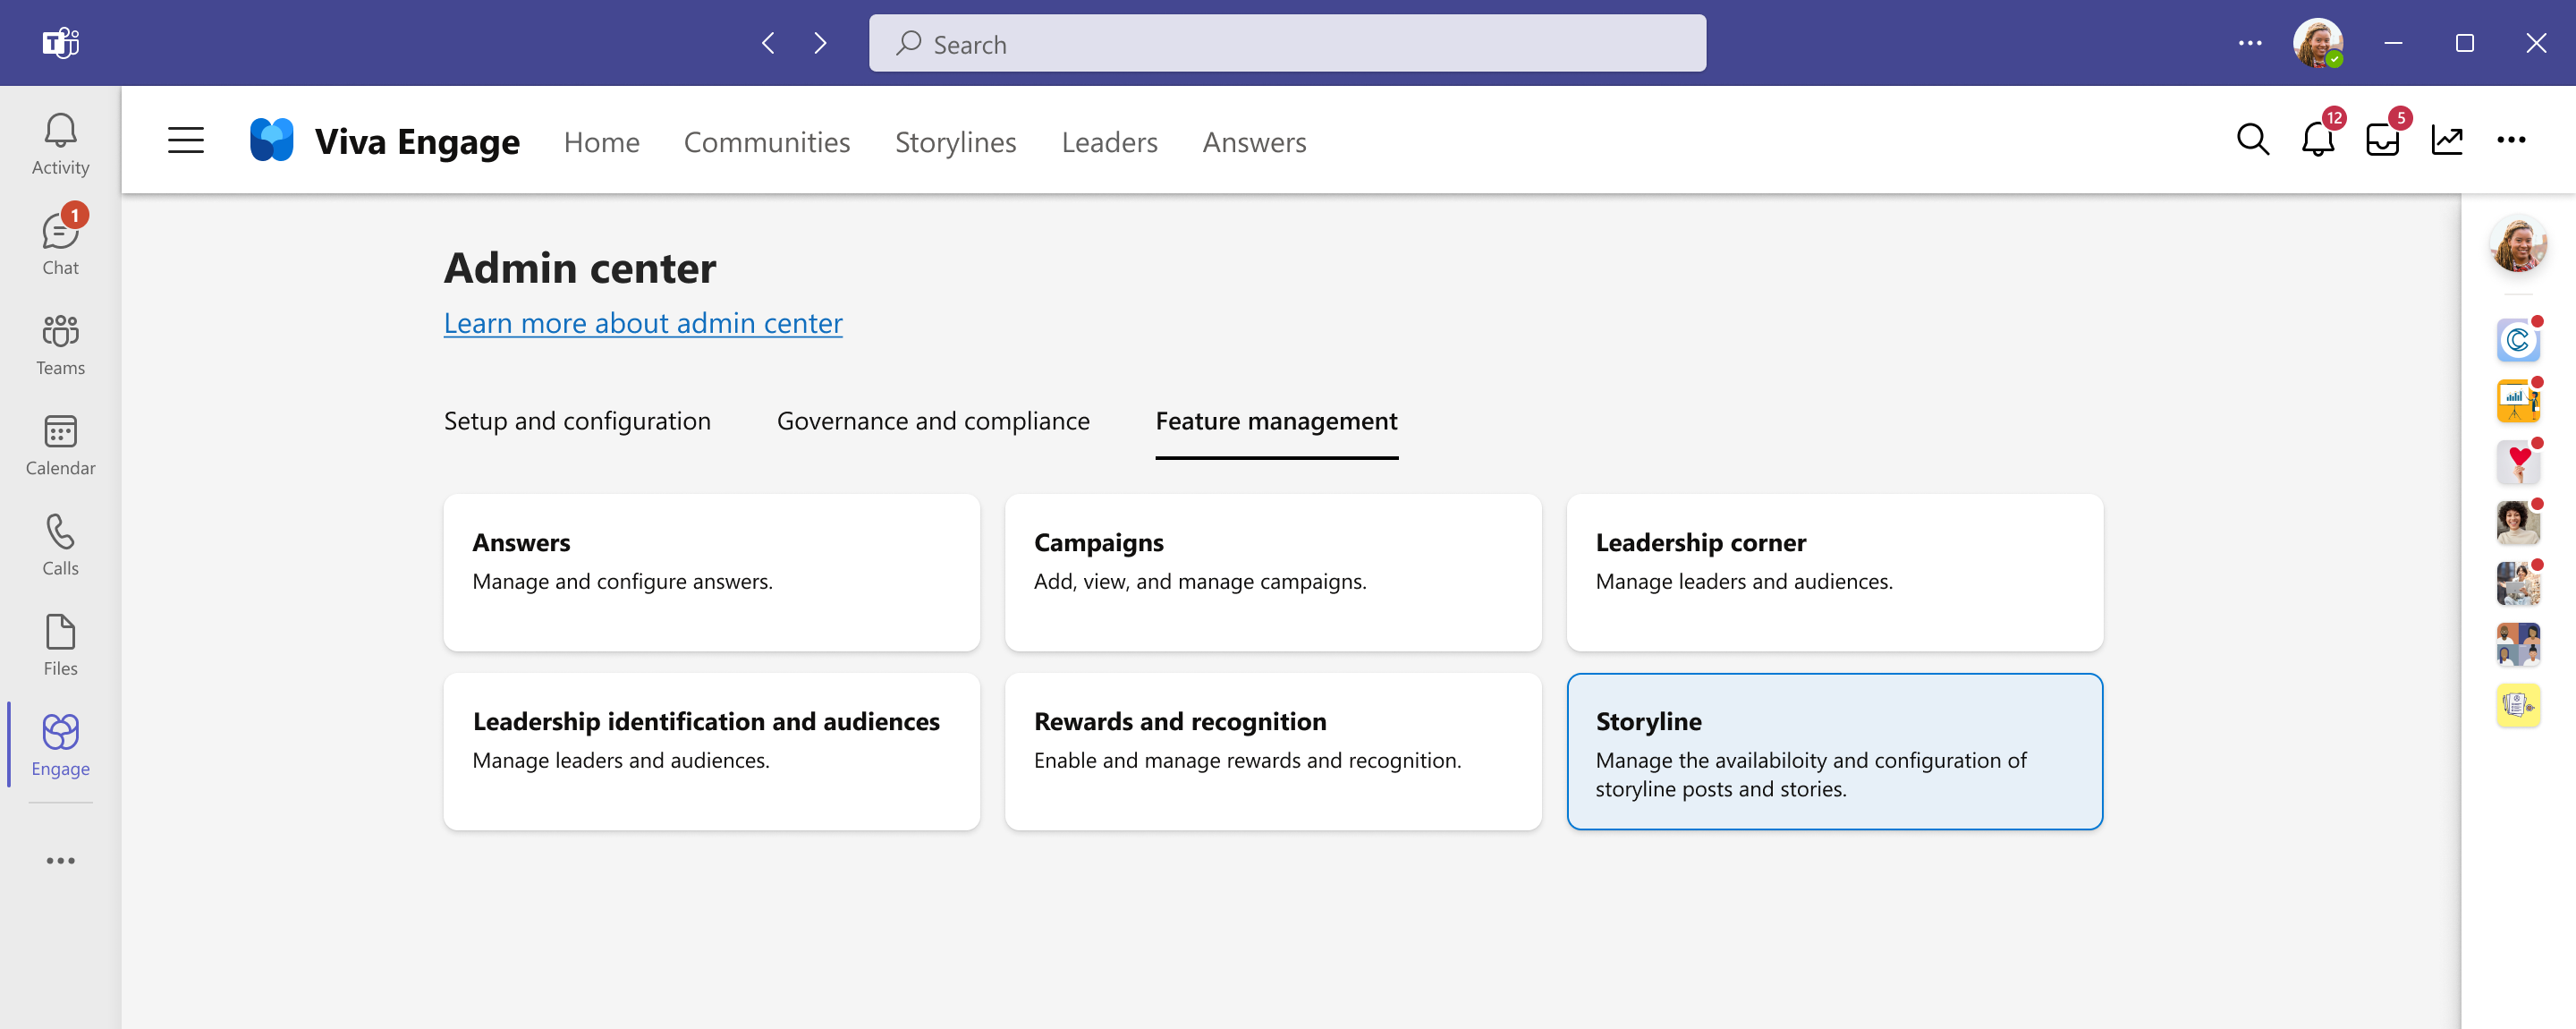 Search
Activity
1
Chat
Teams
Calendar
Calls
Files
Engage
Viva Engage
Home
Communities
Storylines
Leaders
Answers
12
5
Admin center
Learn more about admin center
Setup and configuration
Governance and compliance
Feature management
Answers
Manage and configure answers.
Campaigns
Add, view, and manage campaigns.
Leadership corner
Manage leaders and audiences.
Leadership identification and audiences
Manage leaders and audiences.
Rewards and recognition
Enable and manage rewards and recognition.
Storyline
Manage the availabiloity and configuration of
storyline posts and stories.